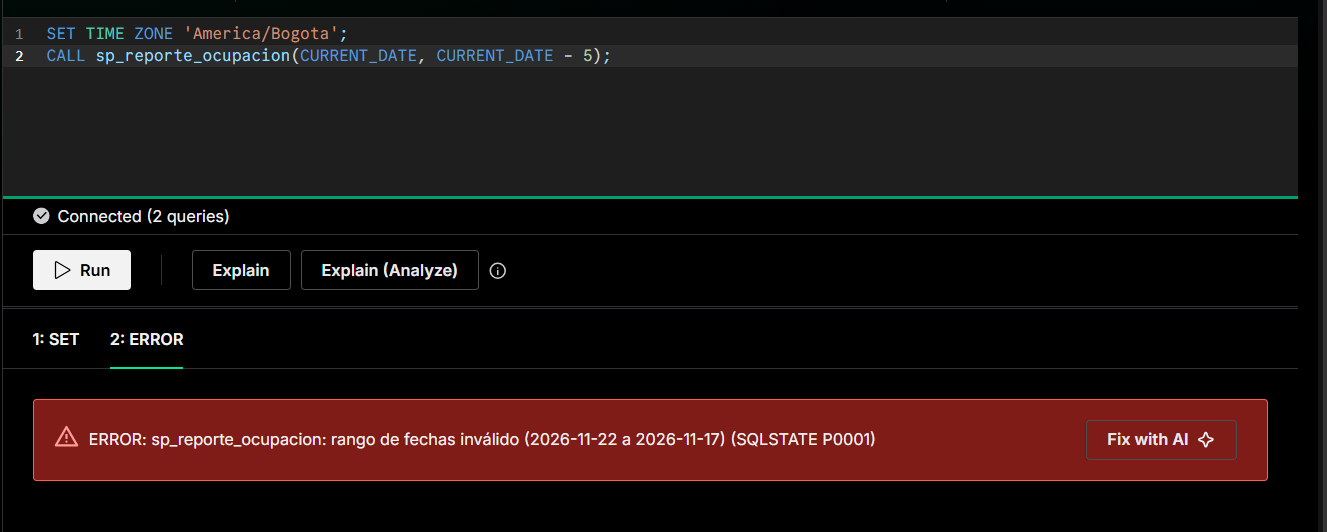 1 SET TIME ZONE 'America/Bogota';
2 CALL sp_reporte_ocupacion(CURRENT_DATE, CURRENT_DATE - 5);
Connected (2 queries)
Run Explain Explain (Analyze)
1: SET 2: ERROR
ERROR: sp_reporte_ocupacion: rango de fechas inválido (2026-11-22 a 2026-11-17) (SQLSTATE P0001) Fix with AI